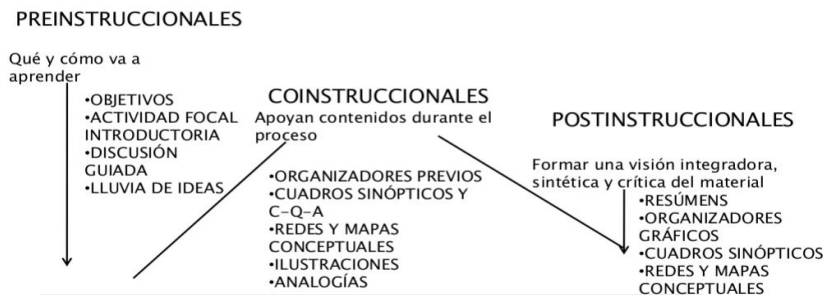 PREINSTRUCCIONALES
Qué y cómo va a
aprender
•OBJETIVOS
•ACTIVIDAD FOCAL
INTRODUCTORIA
•DISCUSIÓN
GUIADA
•LLUVIA DE IDEAS
COINSTRUCCIONALES
Apoyan contenidos durante el
proceso
•ORGANIZADORES PREVIOS
•CUADROS SINÓPTICOS Y
C-Q-A
•REDES Y MAPAS
CONCEPTUALES
•ILUSTRACIONES
•ANALOGÍAS
POSTINSTRUCCIONALES
Formar una visión integradora,
sintética y crítica del material
•RESÚMENS
•ORGANIZADORES
GRÁFICOS
•CUADROS SINÓPTICOS
•REDES Y MAPAS
CONCEPTUALES